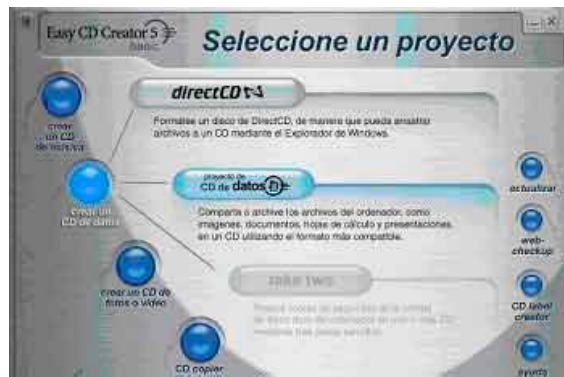 Easy CD Creator 5
basic
Seleccione un proyecto
crear
un CD
de música
directCD
Formatee un disco de DirectCD, de manera que pueda arrastrar
archivos a un CD mediante el Explorador de Windows.
crear un
CD de datos
proyecto de
CD de datos
Comparta o archive los archivos del ordenador, como
imágenes, documentos, hojas de cálculo y presentaciones,
en un CD utilizando el formato más compatible.
actualizar
web-
checkup
crear un CD de
fotos o vídeo
take two
CD label
creator
CD copier
ayuda